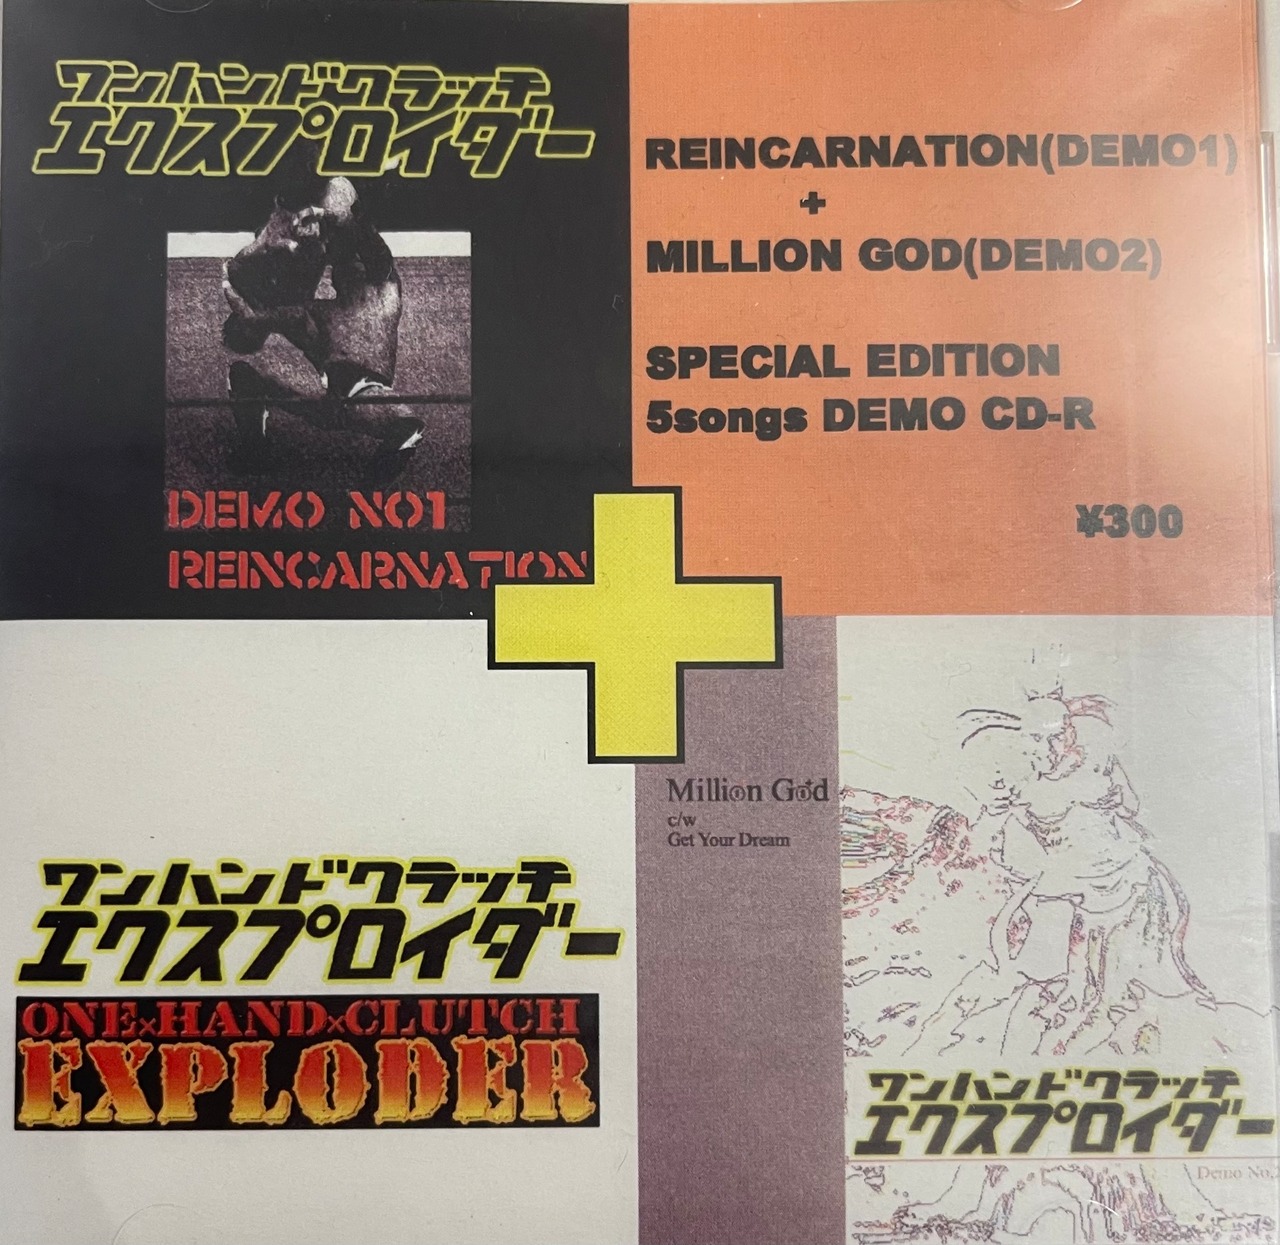 ワンハンドクラッチ
エクスプロイダー
DEMO NO1
REINCARNATION
REINCARNATION(DEMO1)
+
MILLION GOD(DEMO2)
SPECIAL EDITION
5songs DEMO CD-R
¥300
ワンハンドクラッチ
エクスプロイダー
ONE×HAND×CLUTCH
EXPLODER
Million God
c/w
Get Your Dream
ワンハンドクラッチ
エクスプロイダー
Demo No.2